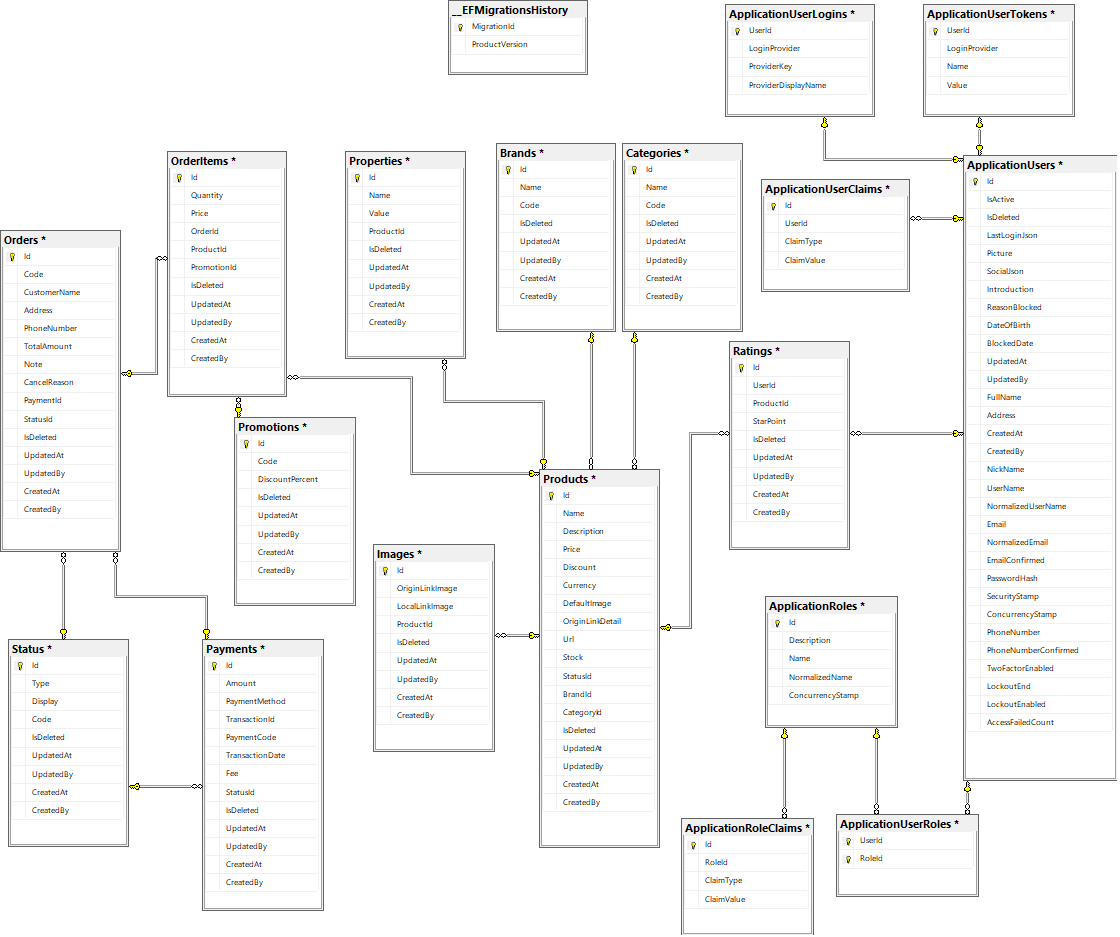 __EFMigrationsHistory
MigrationId
ProductVersion
ApplicationUserLogins *
UserId
LoginProvider
ProviderKey
ProviderDisplayName
ApplicationUserTokens *
UserId
LoginProvider
Name
Value
OrderItems *
Id
Quantity
Price
OrderId
ProductId
PromotionId
IsDeleted
UpdatedAt
UpdatedBy
CreatedAt
CreatedBy
Properties *
Id
Name
Value
ProductId
IsDeleted
UpdatedAt
UpdatedBy
CreatedAt
CreatedBy
Brands *
Id
Name
Code
IsDeleted
UpdatedAt
UpdatedBy
CreatedAt
CreatedBy
Categories *
Id
Name
Code
IsDeleted
UpdatedAt
UpdatedBy
CreatedAt
CreatedBy
ApplicationUserClaims *
Id
UserId
ClaimType
ClaimValue
ApplicationUsers *
Id
IsActive
IsDeleted
LastLoginJson
Picture
SocialJson
Introduction
ReasonBlocked
DateOfBirth
BlockedDate
UpdatedAt
UpdatedBy
FullName
Address
CreatedAt
CreatedBy
NickName
UserName
NormalizedUserName
Email
NormalizedEmail
EmailConfirmed
PasswordHash
SecurityStamp
ConcurrencyStamp
PhoneNumber
PhoneNumberConfirmed
TwoFactorEnabled
LockoutEnd
LockoutEnabled
AccessFailedCount
Orders *
Id
Code
CustomerName
Address
PhoneNumber
TotalAmount
Note
CancelReason
PaymentId
StatusId
IsDeleted
UpdatedAt
UpdatedBy
CreatedAt
CreatedBy
Ratings *
Id
UserId
ProductId
StarPoint
IsDeleted
UpdatedAt
UpdatedBy
CreatedAt
CreatedBy
Promotions *
Id
Code
DiscountPercent
IsDeleted
UpdatedAt
UpdatedBy
CreatedAt
CreatedBy
Products *
Id
Name
Description
Price
Discount
Currency
DefaultImage
OriginLinkDetail
Url
Stock
StatusId
BrandId
CategoryId
IsDeleted
UpdatedAt
UpdatedBy
CreatedAt
CreatedBy
Images *
Id
OriginLinkImage
LocalLinkImage
ProductId
IsDeleted
UpdatedAt
UpdatedBy
CreatedAt
CreatedBy
ApplicationRoles *
Id
Description
Name
NormalizedName
ConcurrencyStamp
Status *
Id
Type
Display
Code
IsDeleted
UpdatedAt
UpdatedBy
CreatedAt
CreatedBy
Payments *
Id
Amount
PaymentMethod
TransactionId
PaymentCode
TransactionDate
Fee
StatusId
IsDeleted
UpdatedAt
UpdatedBy
CreatedAt
CreatedBy
ApplicationRoleClaims *
Id
RoleId
ClaimType
ClaimValue
ApplicationUserRoles *
UserId
RoleId